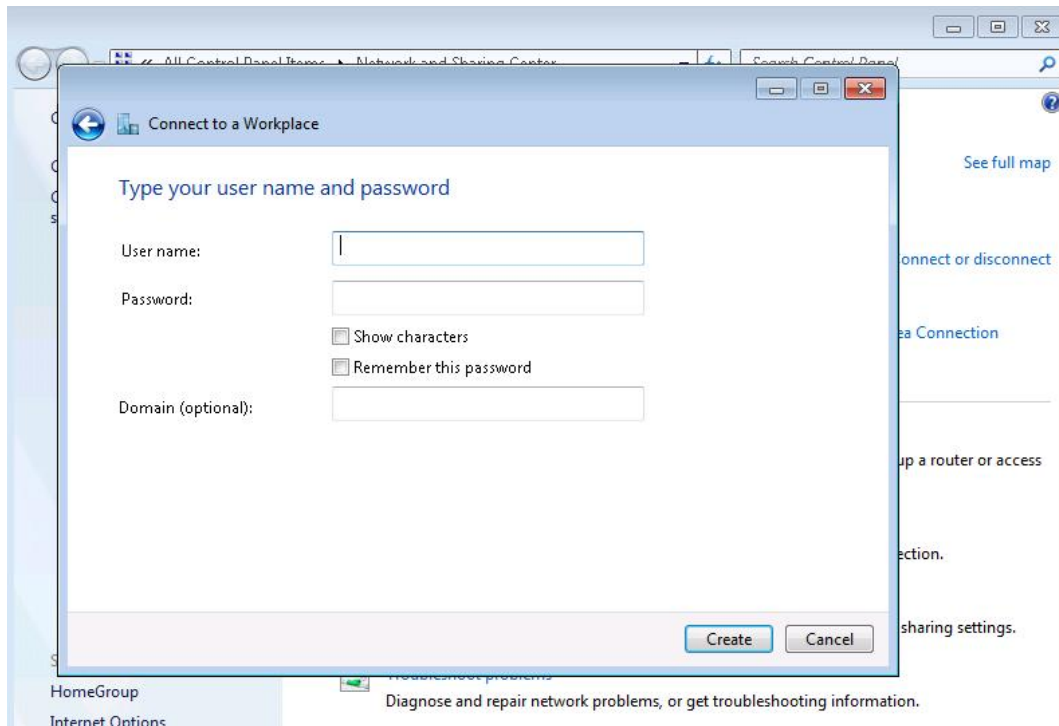 All Control Panel Items
Network and Sharing Center
Search Control Panel
Connect to a Workplace
See full map
Type your user name and password
User name:
Password:
Show characters
Remember this password
Domain (optional):
onnect or disconnect
ea Connection
up a router or access
ection.
sharing settings.
Create
Cancel
Troubleshoot problems
HomeGroup
Diagnose and repair network problems, or get troubleshooting information.
Internet Options